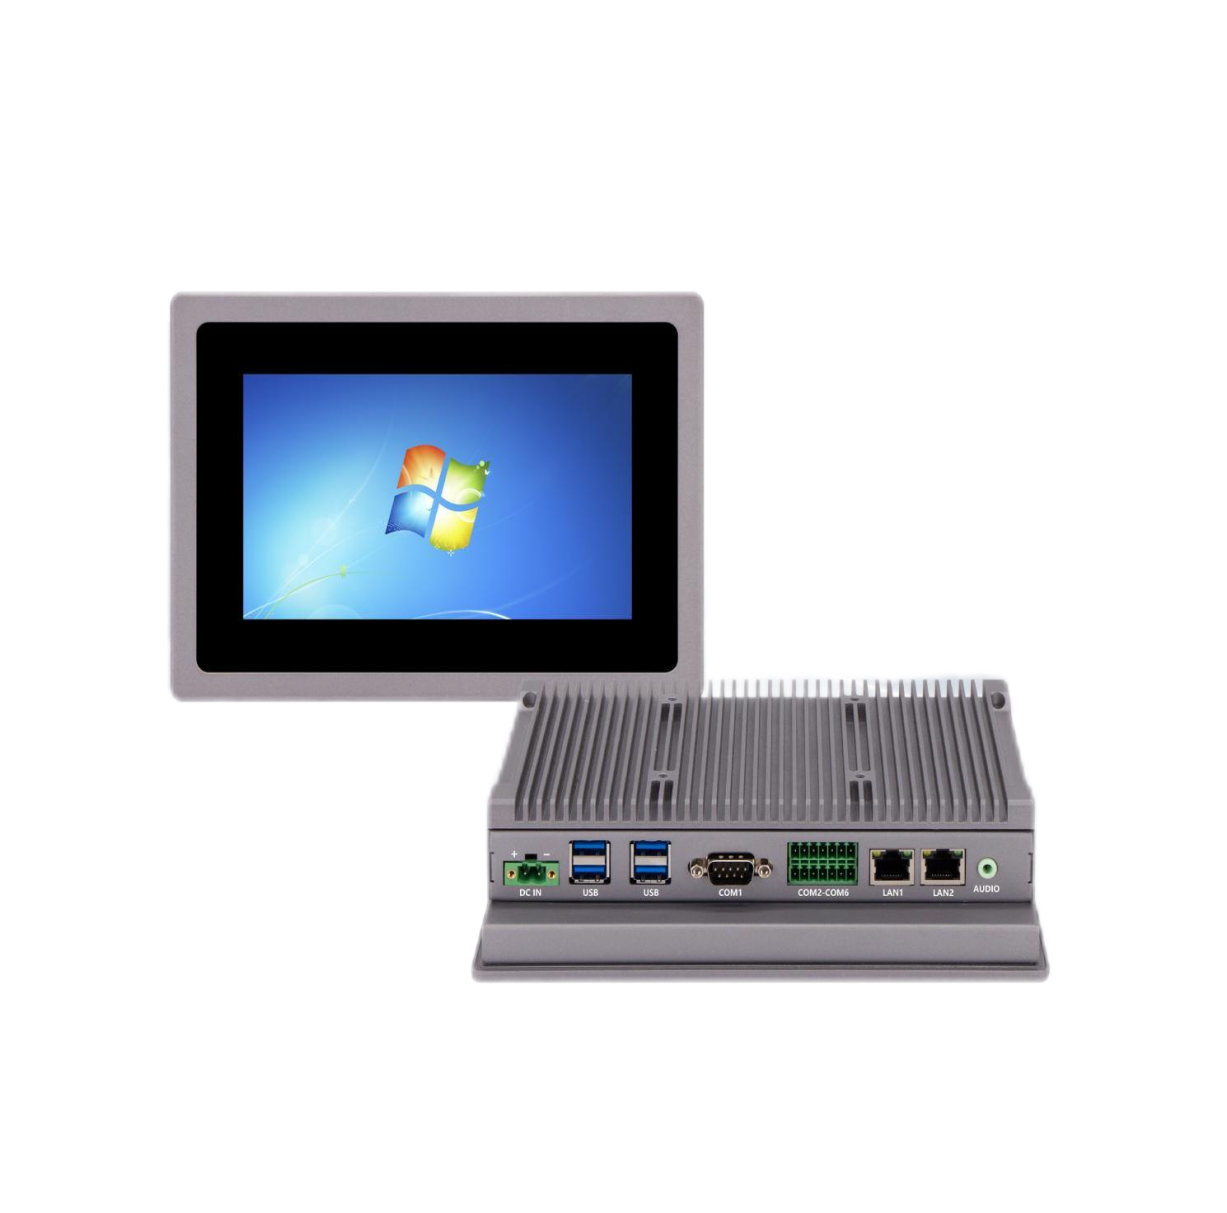 + −
DC IN
USB
USB
COM1
COM2-COM6
LAN1
LAN2
AUDIO